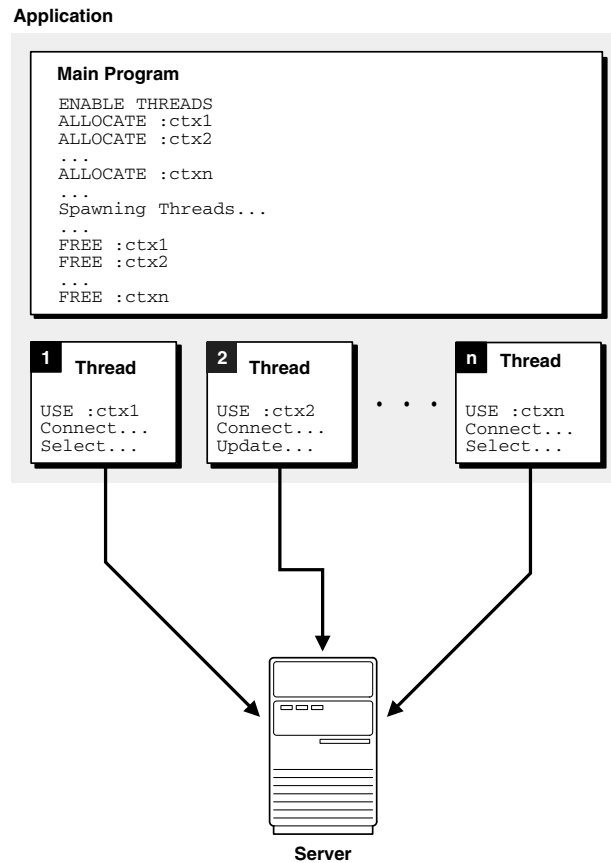 Application
Main Program
ENABLE THREADS
ALLOCATE :ctx1
ALLOCATE :ctx2
...
ALLOCATE :ctxn
...
Spawning Threads...
...
FREE :ctx1
FREE :ctx2
...
FREE :ctxn
1 Thread
USE :ctx1
Connect...
Select...
2 Thread
USE :ctx2
Connect...
Update...
. . .
n Thread
USE :ctxn
Connect...
Select...
Server